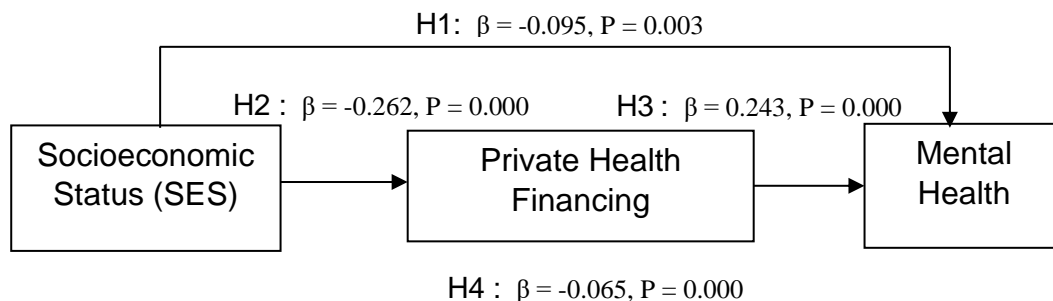 H1: β = -0.095, P = 0.003
H2 : β = -0.262, P = 0.000
H3 : β = 0.243, P = 0.000
Socioeconomic
Status (SES)
Private Health
Financing
Mental
Health
H4 : β = -0.065, P = 0.000